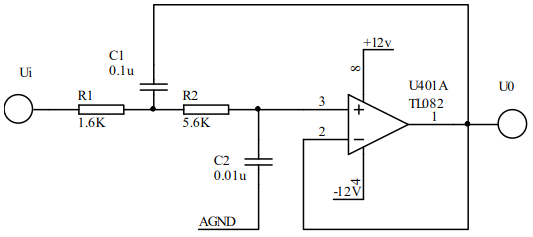 +12v
C1
0.1u
8
Ui
R1
R2
U401A
TL082
U0
3
+
1
1.6K
5.6K
2
−
C2
0.01u
4
-12V
AGND